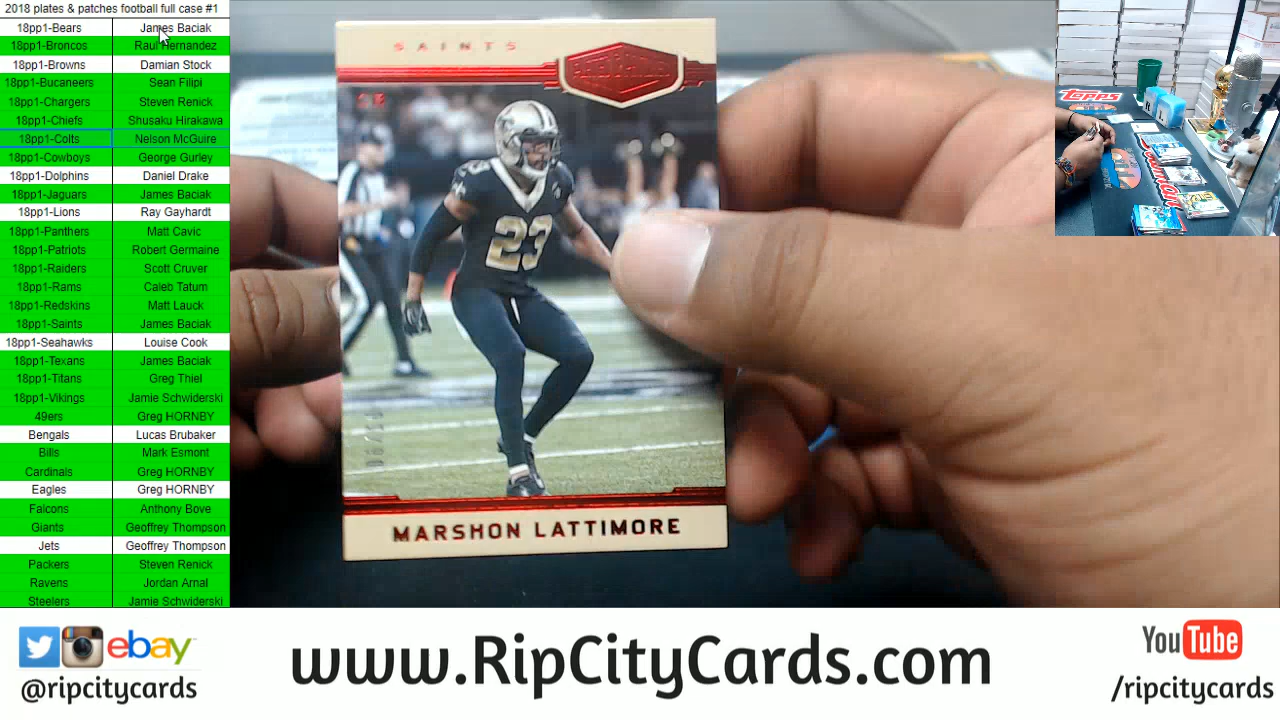 2018 plates & patches football full case #1
18pp1-Bears James Baciak
18pp1-Broncos Raul Hernandez
18pp1-Browns Damian Stock
18pp1-Bucaneers Sean Filipi
18pp1-Chargers Steven Renick
18pp1-Chiefs Shusaku Hirakawa
18pp1-Colts Nelson McGuire
18pp1-Cowboys George Gurley
18pp1-Dolphins Daniel Drake
18pp1-Jaguars James Baciak
18pp1-Lions Ray Gayhardt
18pp1-Panthers Matt Cavic
18pp1-Patriots Robert Germaine
18pp1-Raiders Scott Cruver
18pp1-Rams Caleb Tatum
18pp1-Redskins Matt Lauck
18pp1-Saints James Baciak
18pp1-Seahawks Louise Cook
18pp1-Texans James Baciak
18pp1-Titans Greg Thiel
18pp1-Vikings Jamie Schwiderski
49ers Greg HORNBY
Bengals Lucas Brubaker
Bills Mark Esmont
Cardinals Greg HORNBY
Eagles Greg HORNBY
Falcons Anthony Bove
Giants Geoffrey Thompson
Jets Geoffrey Thompson
Packers Steven Renick
Ravens Jordan Arnal
Steelers Jamie Schwiderski
SAINTS
CB
23
MARSHON LATTIMORE
topps
ebay
@ripcitycards
www.RipCityCards.com
YouTube
/ripcitycards